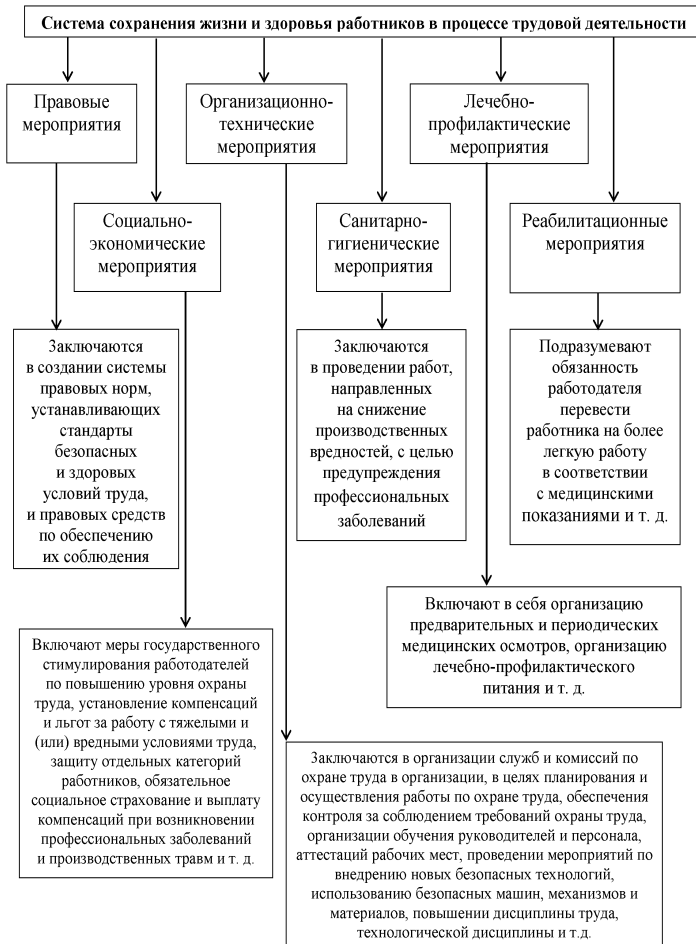 Система сохранения жизни и здоровья работников в процессе трудовой деятельности
Правовые
мероприятия
Организационно-
технические
мероприятия
Лечебно-
профилактические
мероприятия
Социально-
экономические
мероприятия
Санитарно-
гигиенические
мероприятия
Реабилитационные
мероприятия
Заключаются
в создании системы
правовых норм,
устанавливающих
стандарты
безопасных
и здоровых
условий труда,
и правовых средств
по обеспечению
их соблюдения
Заключаются
в проведении работ,
направленных
на снижение
производственных
вредностей, с целью
предупреждения
профессиональных
заболеваний
Подразумевают
обязанность
работодателя
перевести
работника на более
легкую работу
в соответствии
с медицинскими
показаниями и т. д.
Включают в себя организацию
предварительных и периодических
медицинских осмотров, организацию
лечебно-профилактического
питания и т. д.
Включают меры государственного
стимулирования работодателей
по повышению уровня охраны
труда, установление компенсаций
и льгот за работу с тяжелыми и
(или) вредными условиями труда,
защиту отдельных категорий
работников, обязательное
социальное страхование и выплату
компенсаций при возникновении
профессиональных заболеваний
и производственных травм и т. д.
Заключаются в организации служб и комиссий по
охране труда в организации, в целях планирования и
осуществления работы по охране труда, обеспечения
контроля за соблюдением требований охраны труда,
организации обучения руководителей и персонала,
аттестаций рабочих мест, проведении мероприятий по
внедрению новых безопасных технологий,
использованию безопасных машин, механизмов и
материалов, повышении дисциплины труда,
технологической дисциплины и т.д.